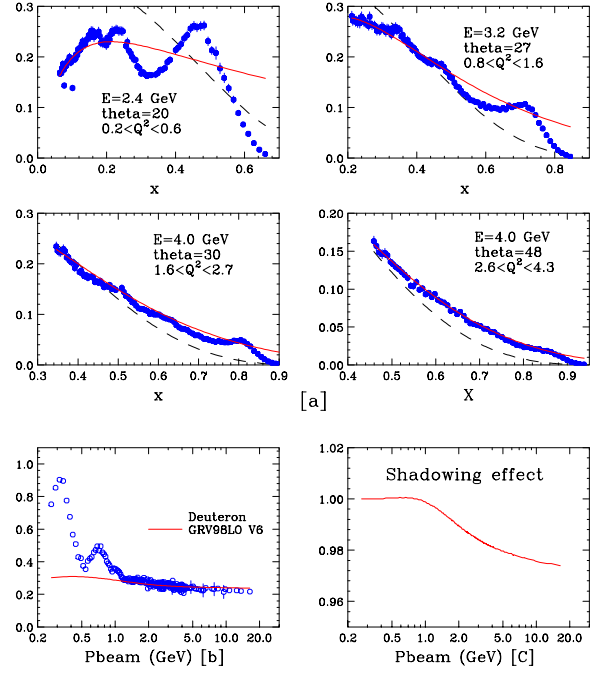 0.3
0.2
0.1
0.0
0.0 0.2 0.4 0.6
x
E=2.4 GeV
theta=20
0.2<Q²<0.6
0.3
0.2
0.1
0.0
0.2 0.4 0.6 0.8
x
E=3.2 GeV
theta=27
0.8<Q²<1.6
0.3
0.2
0.1
0.0
0.3 0.4 0.5 0.6 0.7 0.8 0.9
x
E=4.0 GeV
theta=30
1.6<Q²<2.7
0.20
0.15
0.10
0.05
0.00
0.4 0.5 0.6 0.7 0.8 0.9
X
E=4.0 GeV
theta=48
2.6<Q²<4.3
[a]
1.0
0.8
0.6
0.4
0.2
0.0
0.2 0.5 1.0 2.0 5.0 10.0 20.0
Pbeam (GeV) [b]
Deuteron
GRV98LO V6
1.02
1.00
0.98
0.96
0.2 0.5 1.0 2.0 5.0 10.0 20.0
Pbeam (GeV) [C]
Shadowing effect